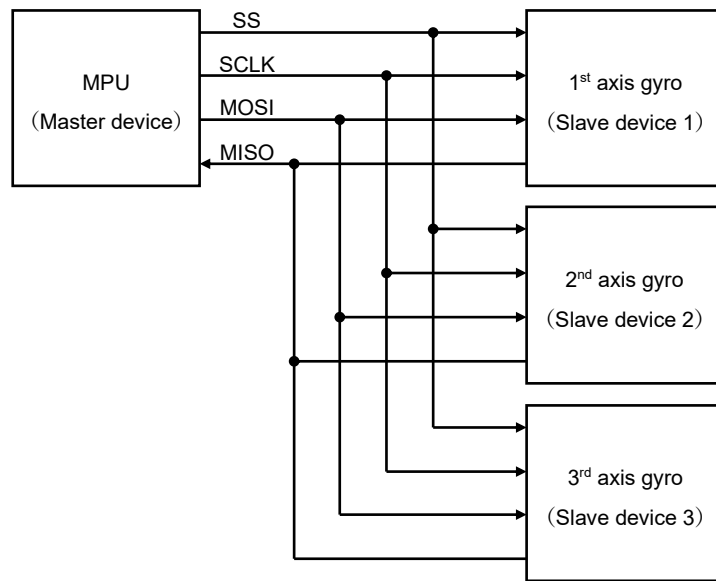 SS
SCLK
MOSI
MISO
MPU
（Master device）
1st axis gyro
（Slave device 1）
2nd axis gyro
（Slave device 2）
3rd axis gyro
（Slave device 3）